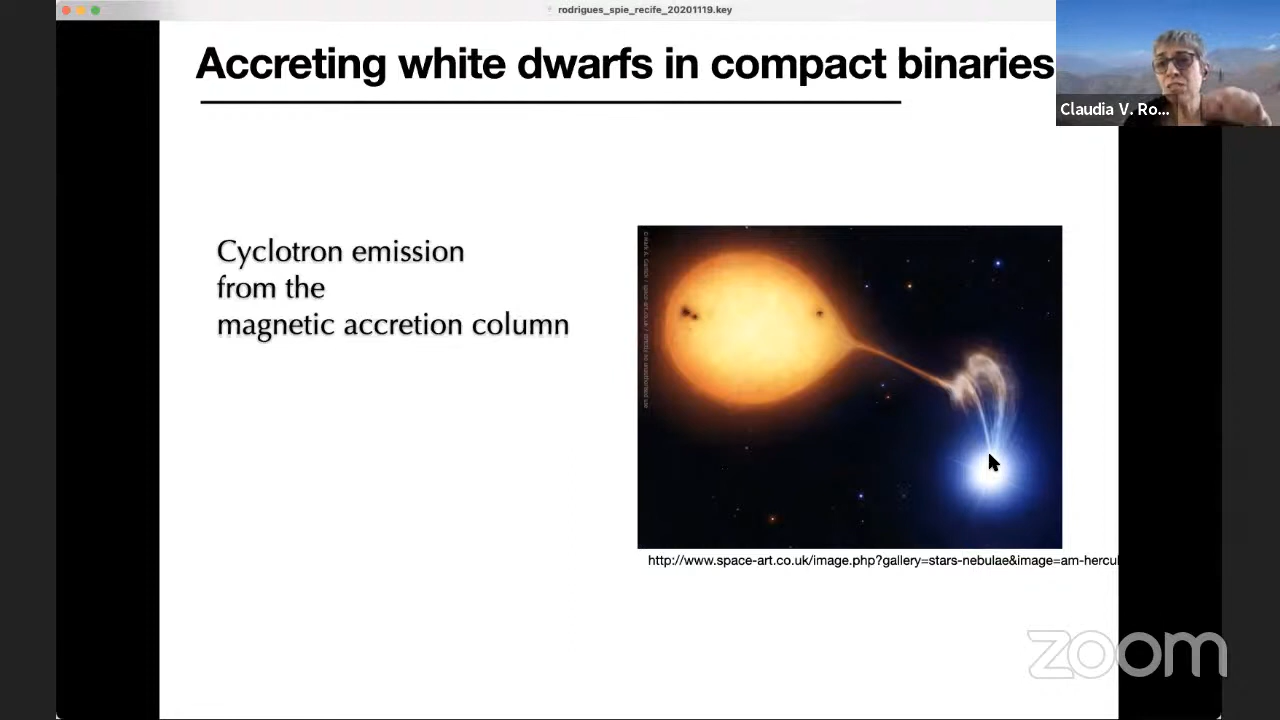 rodrigues_spie_recife_20201119.key
Accreting white dwarfs in compact binaries
Claudia V. Ro...
Cyclotron emission
from the
magnetic accretion column
http://www.space-art.co.uk/image.php?gallery=stars-nebulae&image=am-hercul
zoom